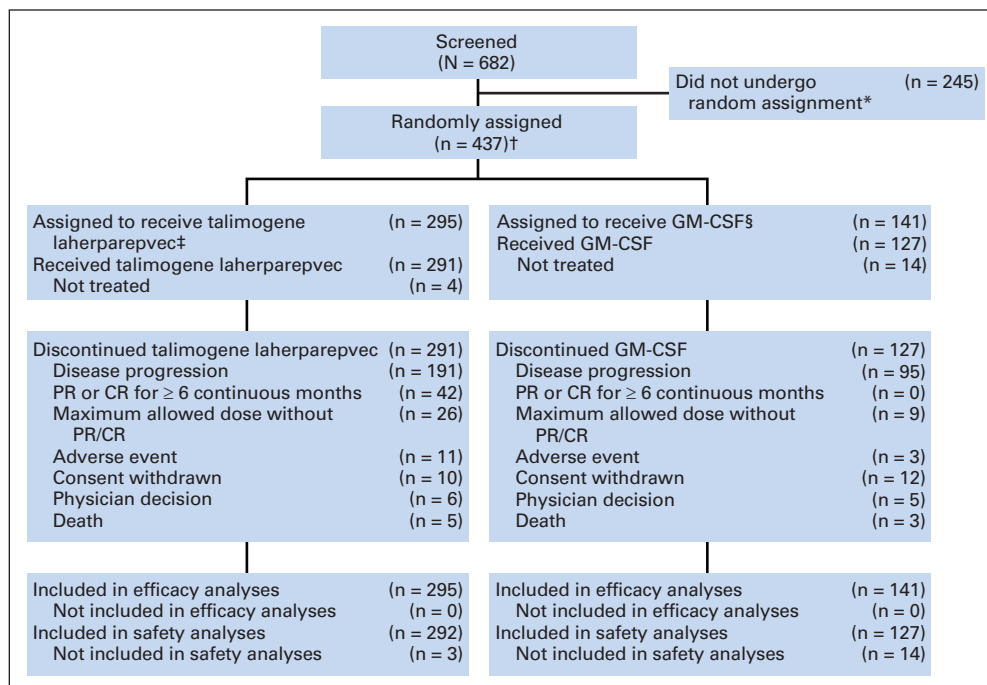 Screened
(N = 682)
Did not undergo (n = 245)
random assignment*
Randomly assigned
(n = 437)†
Assigned to receive talimogene (n = 295)
laherparepvec‡
Received talimogene laherparepvec (n = 291)
Not treated (n = 4)
Assigned to receive GM-CSF§ (n = 141)
Received GM-CSF (n = 127)
Not treated (n = 14)
Discontinued talimogene laherparepvec (n = 291)
Disease progression (n = 191)
PR or CR for ≥ 6 continuous months (n = 42)
Maximum allowed dose without (n = 26)
PR/CR
Adverse event (n = 11)
Consent withdrawn (n = 10)
Physician decision (n = 6)
Death (n = 5)
Discontinued GM-CSF (n = 127)
Disease progression (n = 95)
PR or CR for ≥ 6 continuous months (n = 0)
Maximum allowed dose without (n = 9)
PR/CR
Adverse event (n = 3)
Consent withdrawn (n = 12)
Physician decision (n = 5)
Death (n = 3)
Included in efficacy analyses (n = 295)
Not included in efficacy analyses (n = 0)
Included in safety analyses (n = 292)
Not included in safety analyses (n = 3)
Included in efficacy analyses (n = 141)
Not included in efficacy analyses (n = 0)
Included in safety analyses (n = 127)
Not included in safety analyses (n = 14)